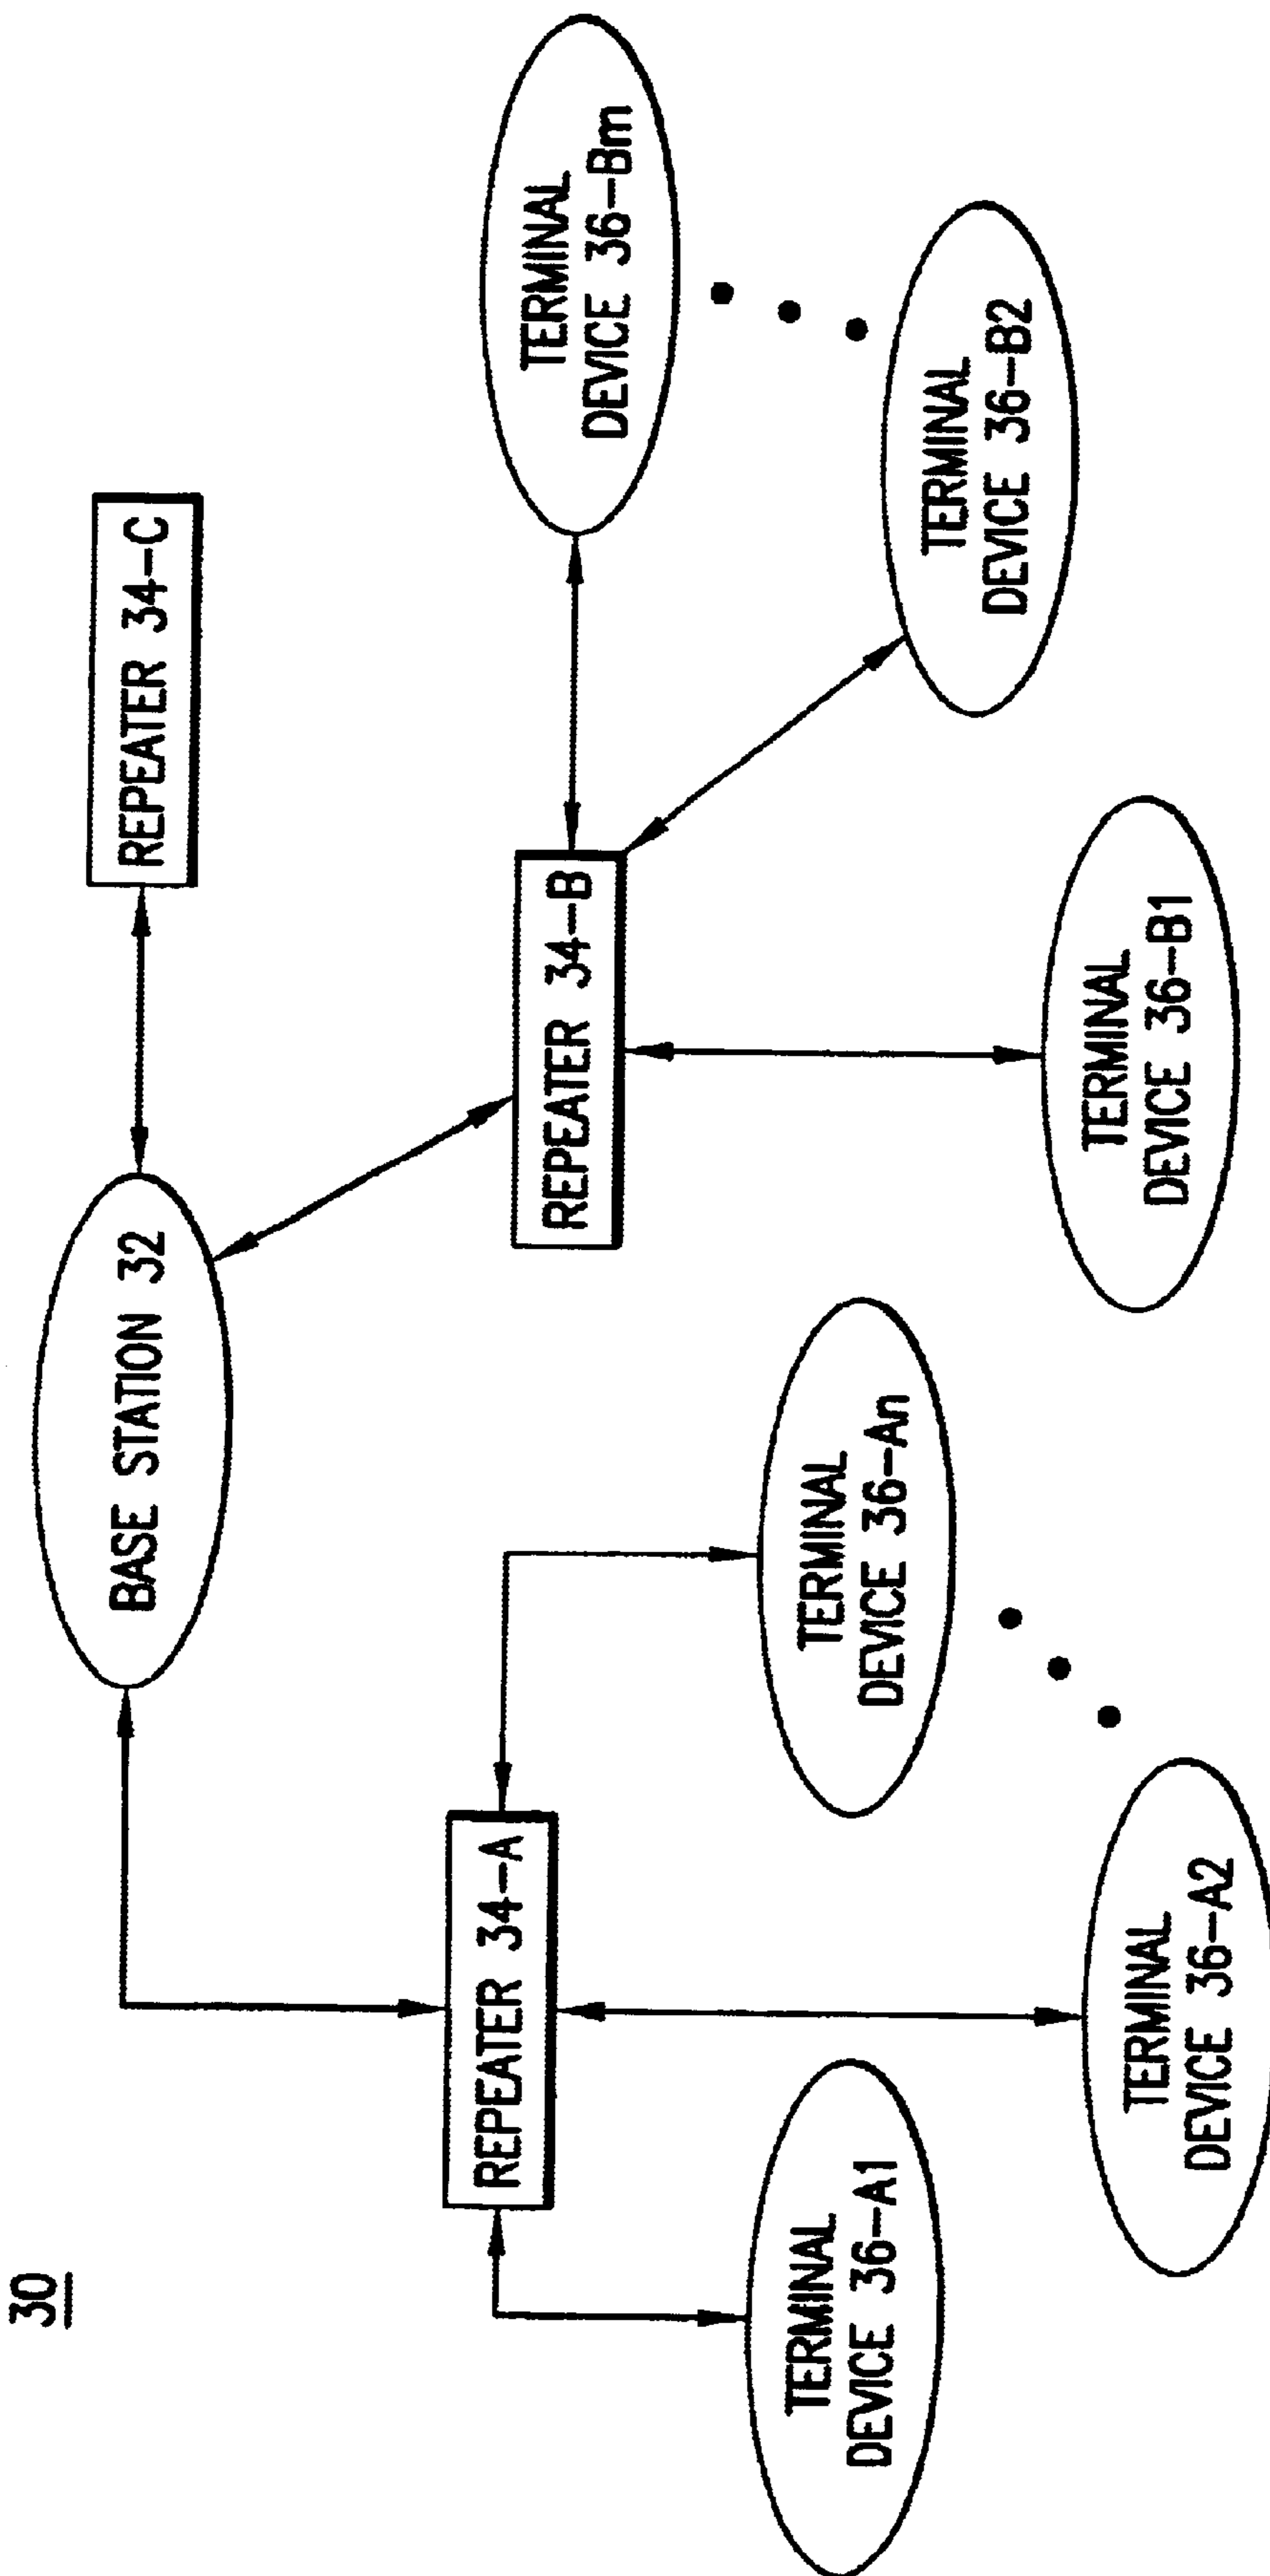 30
BASE STATION 32
REPEATER 34-C
REPEATER 34-A
REPEATER 34-B
TERMINAL
DEVICE 36-A1
TERMINAL
DEVICE 36-A2
TERMINAL
DEVICE 36-An
TERMINAL
DEVICE 36-B1
TERMINAL
DEVICE 36-B2
TERMINAL
DEVICE 36-Bm